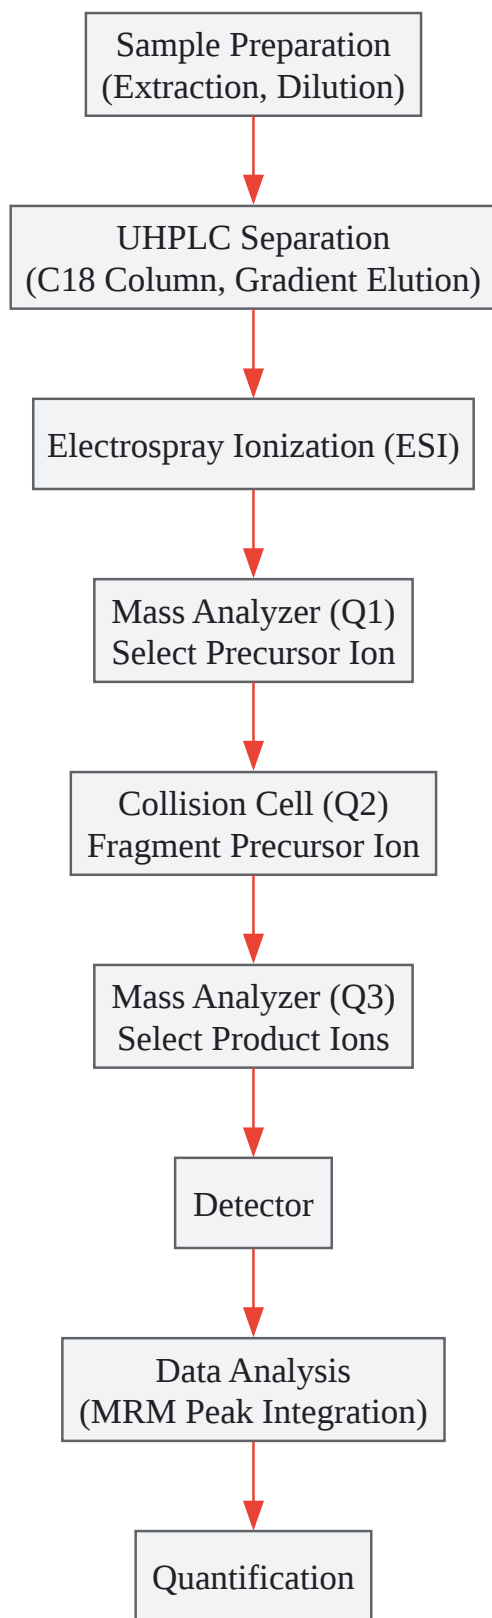 Sample Preparation
(Extraction, Dilution)
UHPLC Separation
(C18 Column, Gradient Elution)
Electrospray Ionization (ESI)
Mass Analyzer (Q1)
Select Precursor Ion
Collision Cell (Q2)
Fragment Precursor Ion
Mass Analyzer (Q3)
Select Product Ions
Detector
Data Analysis
(MRM Peak Integration)
Quantification